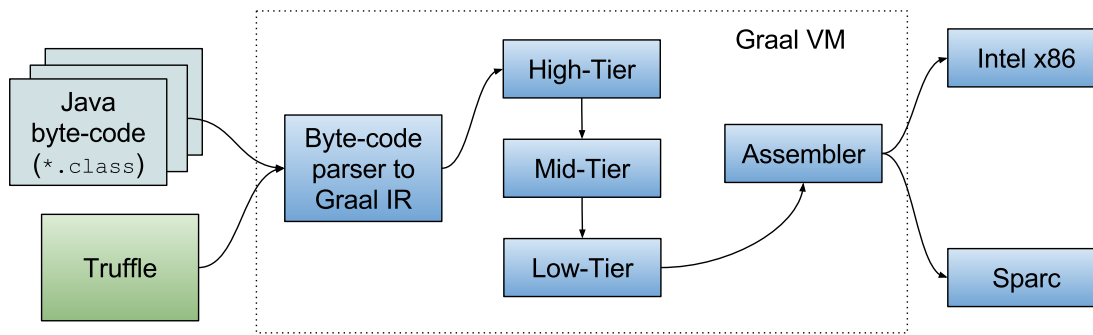 Java
byte-code
(*.class)
Truffle
Byte-code
parser to
Graal IR
High-Tier
Mid-Tier
Low-Tier
Graal VM
Assembler
Intel x86
Sparc